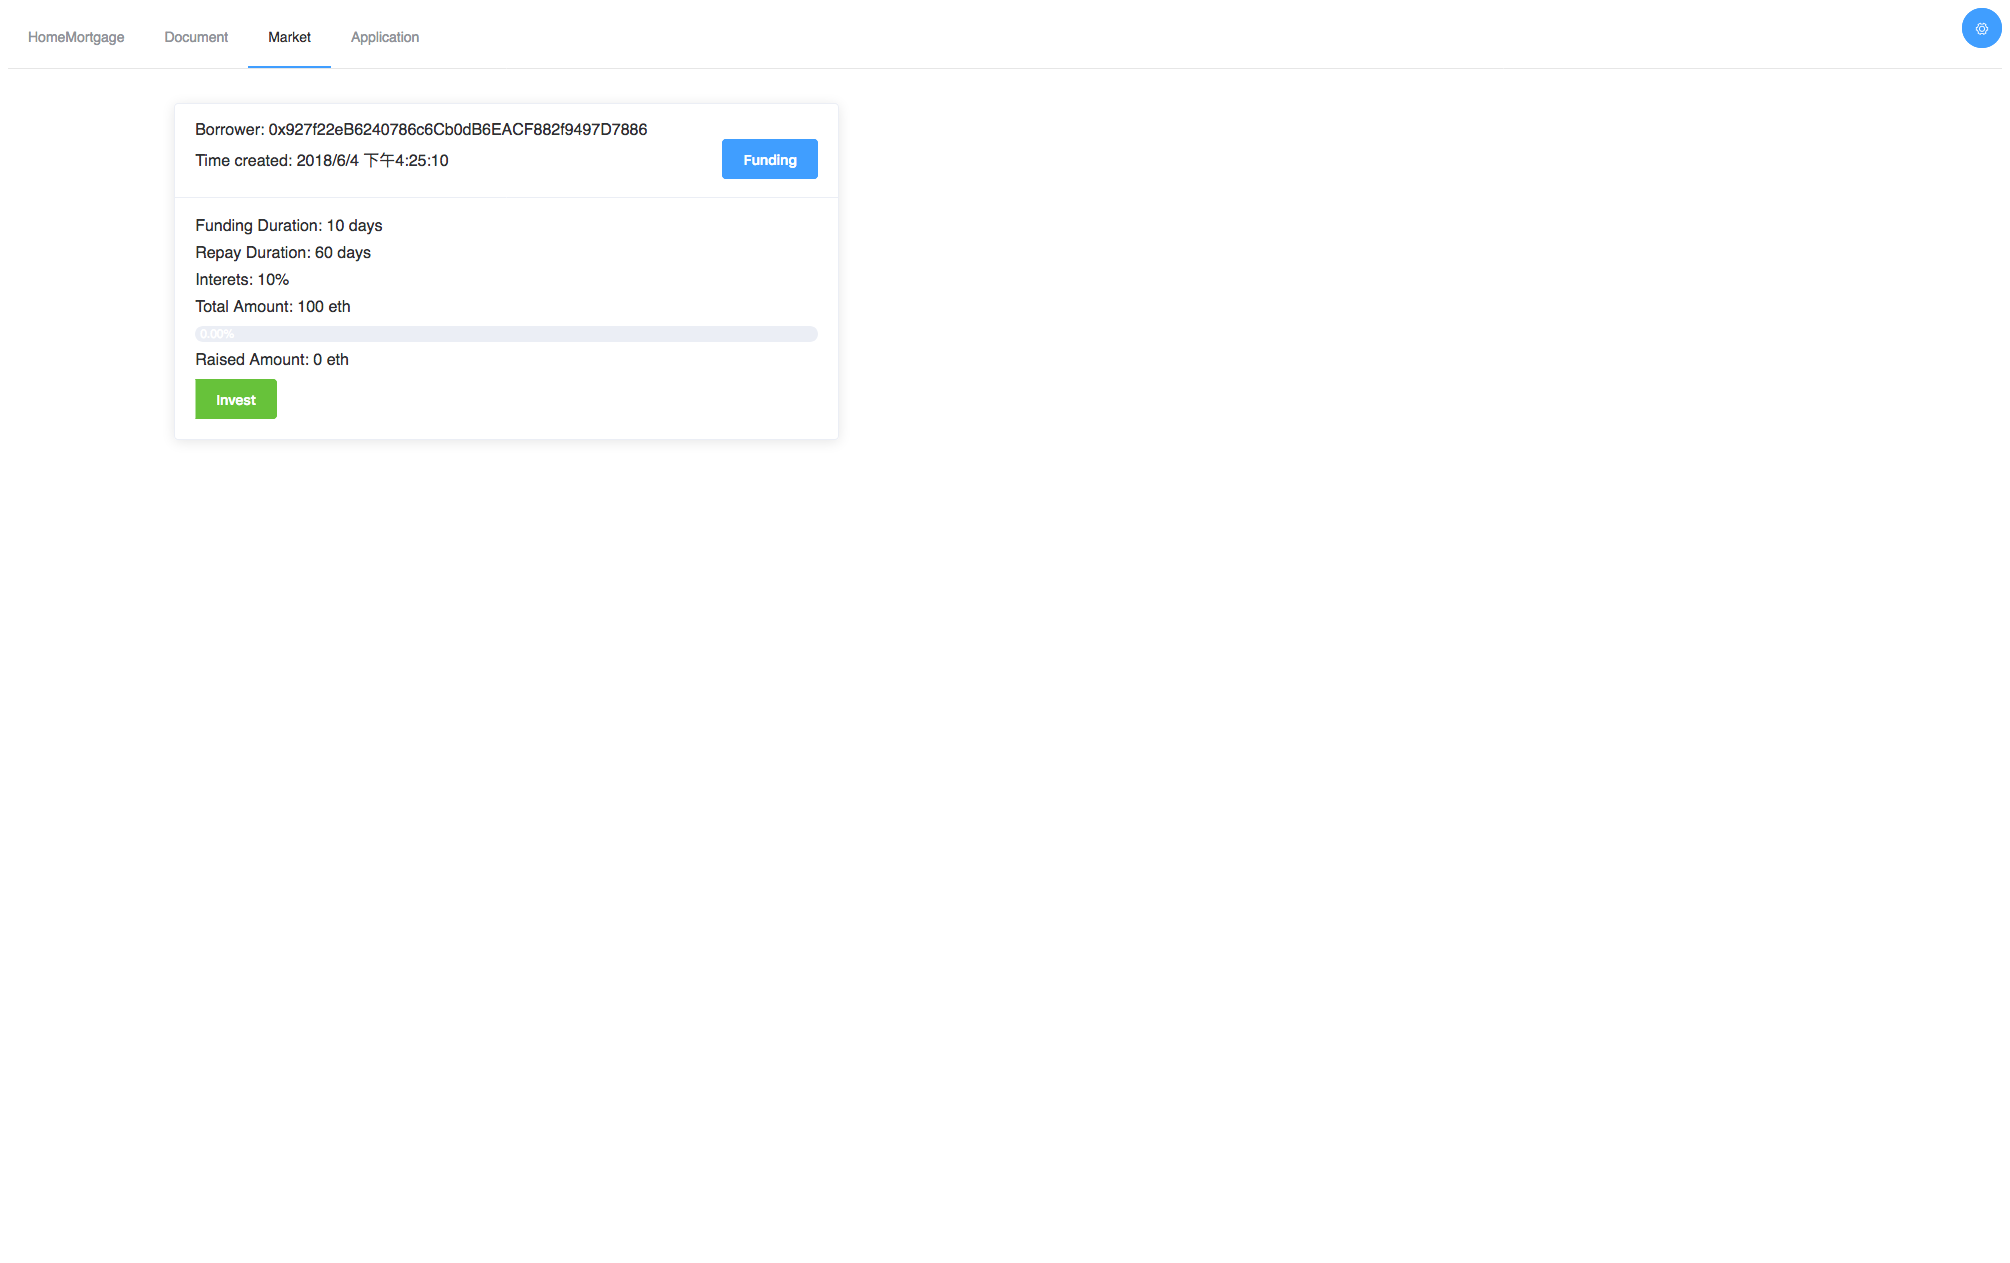 HomeMortgage Document Market Application
Borrower: 0x927f22eB6240786c6Cb0dB6EACF882f9497D7886
Time created: 2018/6/4 下午4:25:10
Funding
Funding Duration: 10 days
Repay Duration: 60 days
Interets: 10%
Total Amount: 100 eth
0.00%
Raised Amount: 0 eth
Invest